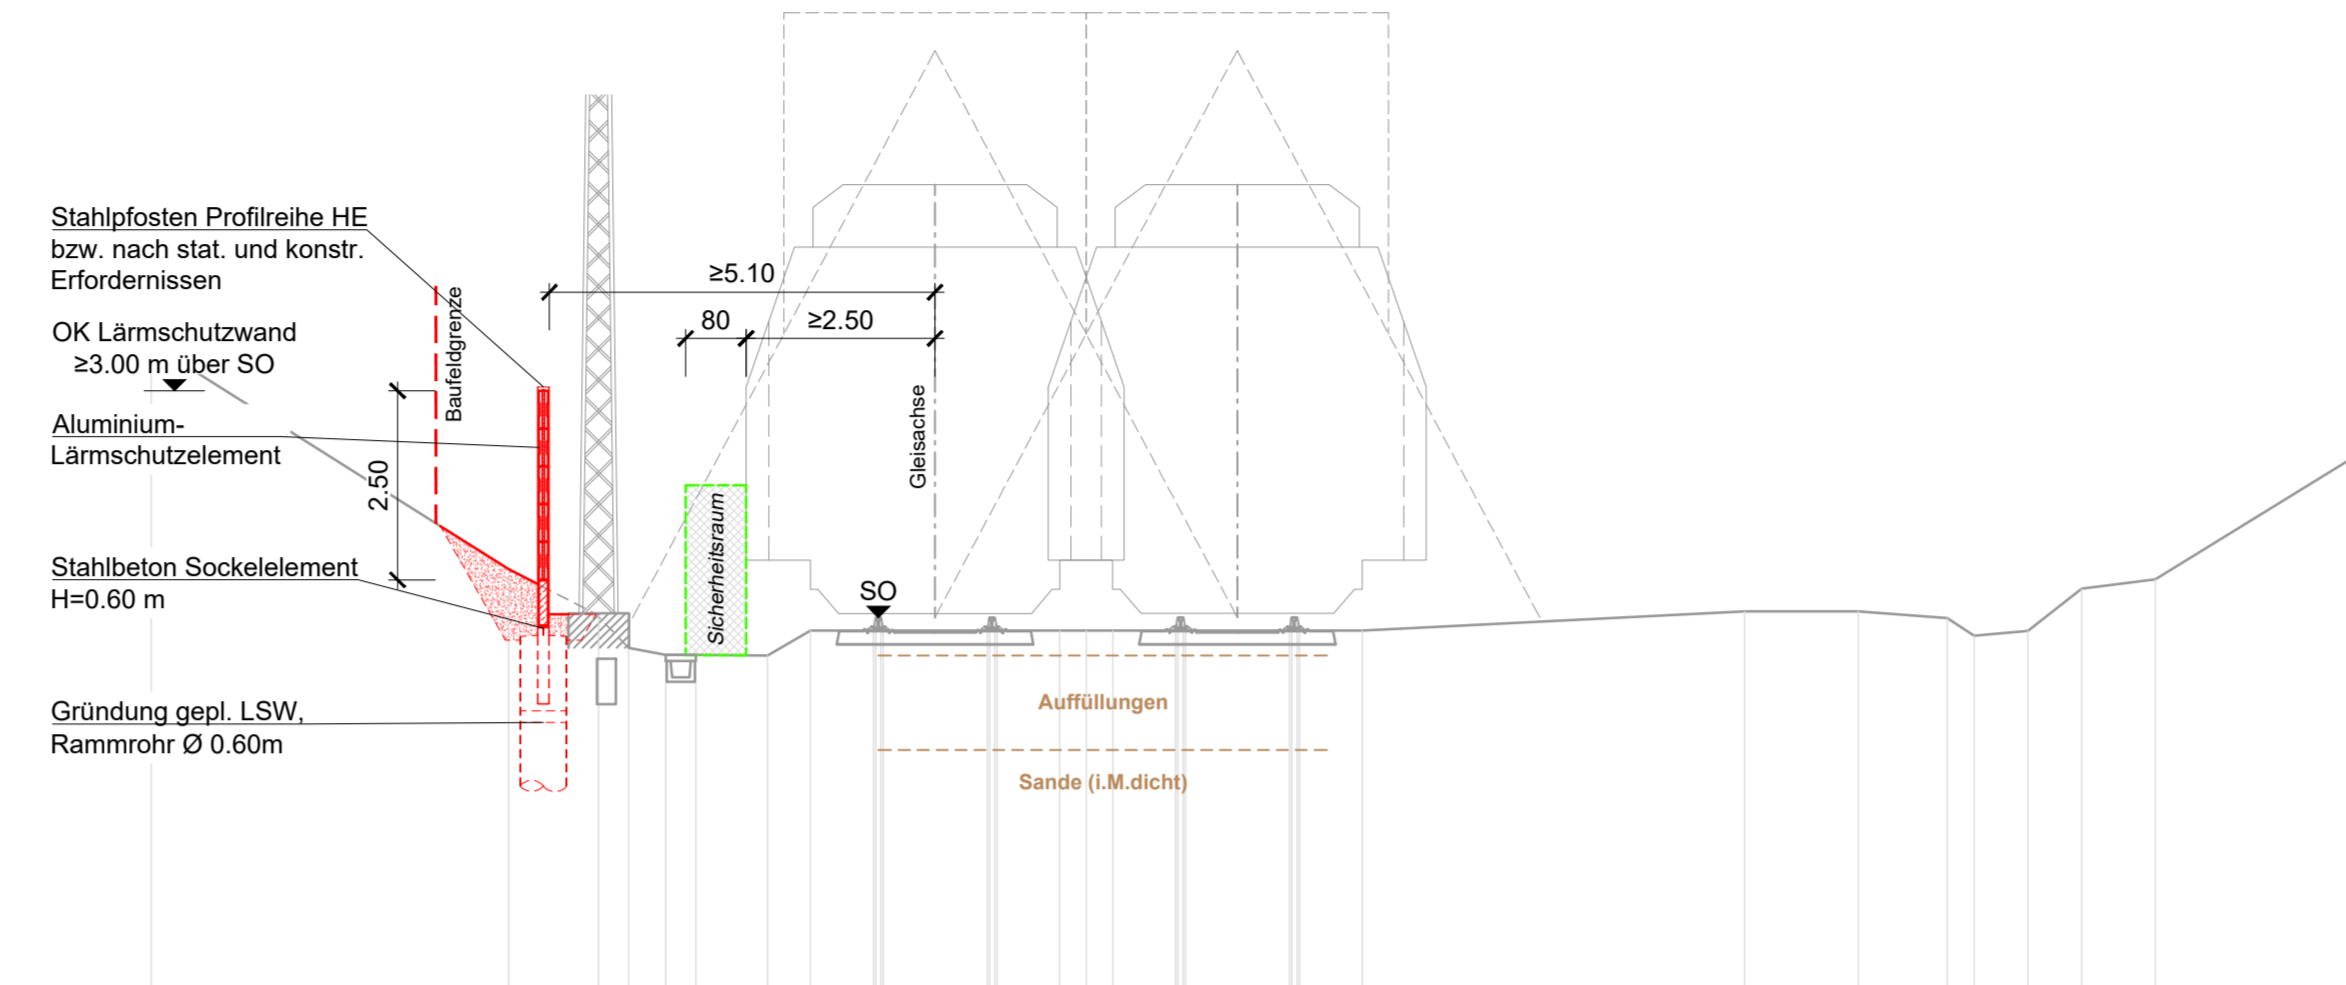 Stahlpfosten Profilreihe HE
bzw. nach stat. und konstr.
Erfordernissen
OK Lärmschutzwand
≥3.00 m über SO
Aluminium-
Lärmschutzelement
Stahlbeton Sockelelement
H=0.60 m
Gründung gepl. LSW,
Rammrohr Ø 0.60m
2.50
Baufeldgrenze
≥5.10
80
≥2.50
Gleisachse
Sicherheitsraum
SO
Auffüllungen
Sande (i.M.dicht)